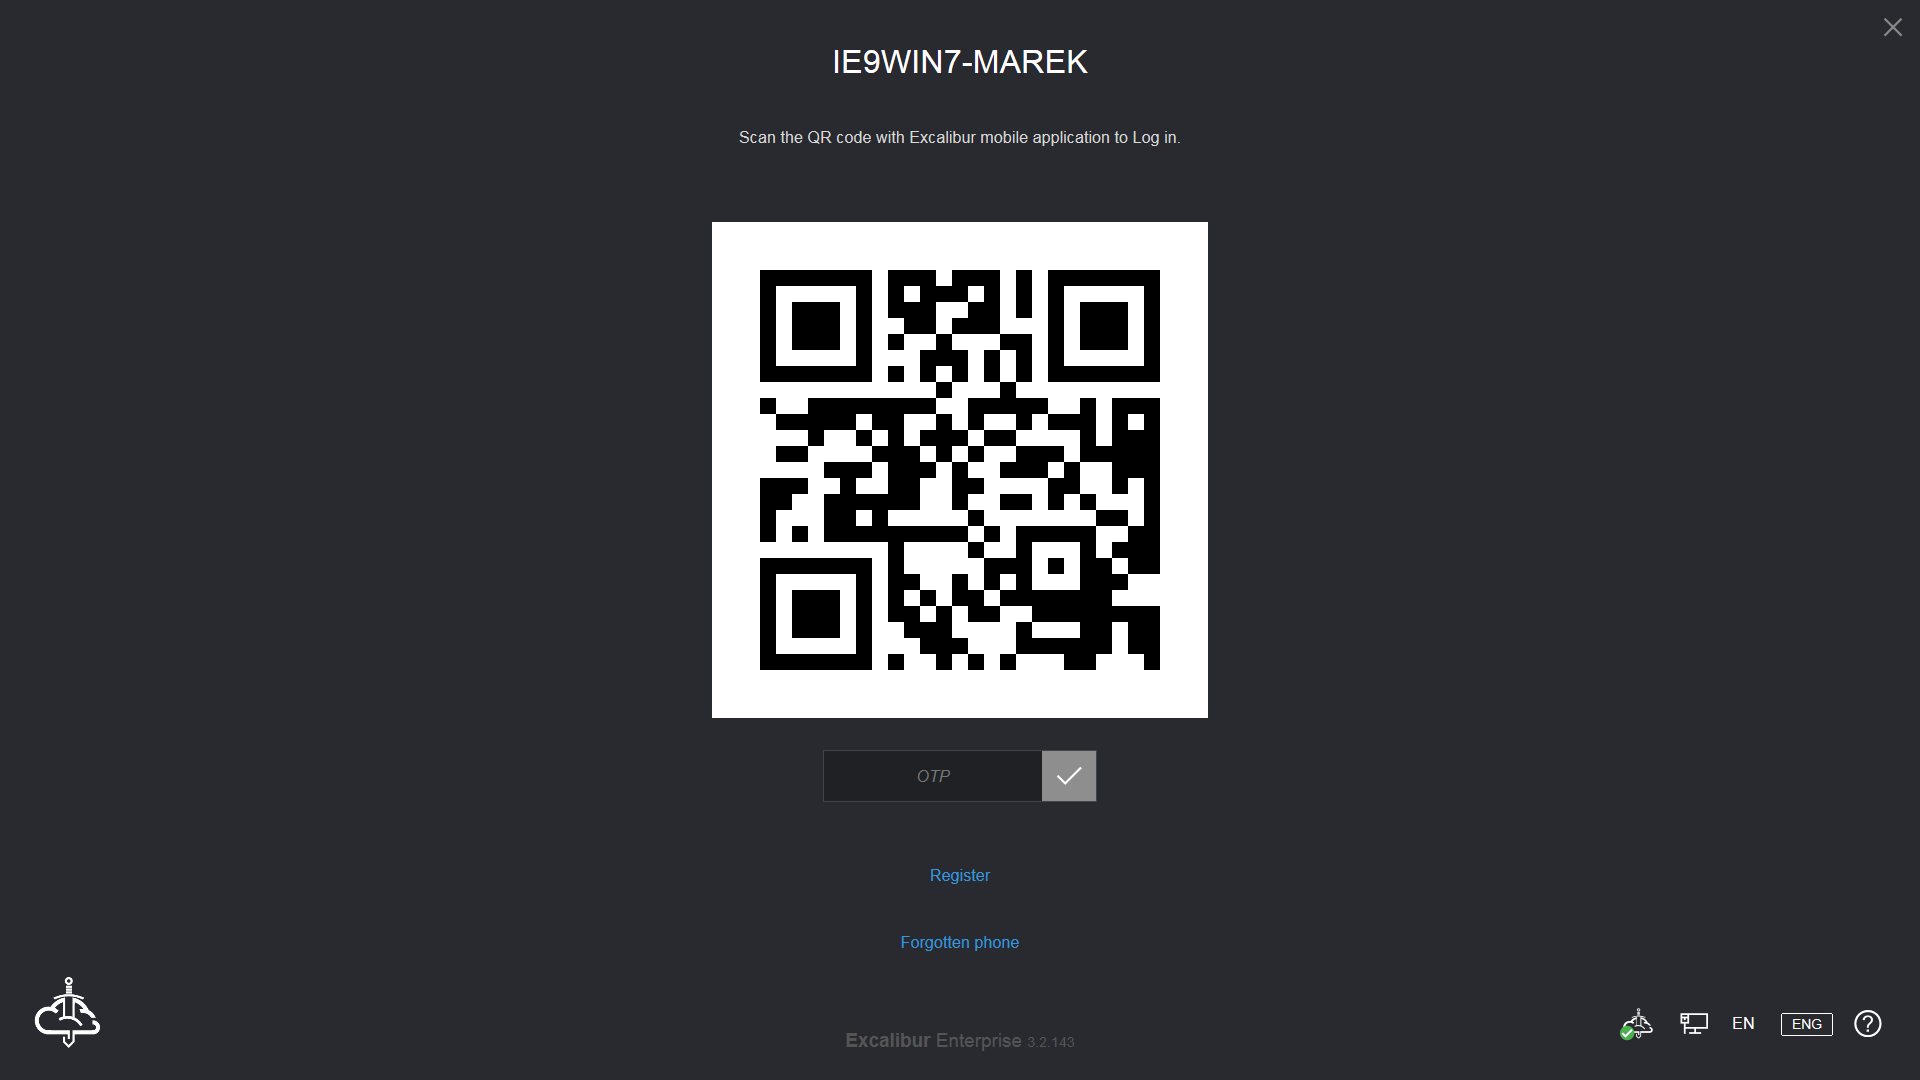 IE9WIN7-MAREK
Scan the QR code with Excalibur mobile application to Log in.
OTP
Register
Forgotten phone
Excalibur Enterprise 3.2.143
EN
ENG
?